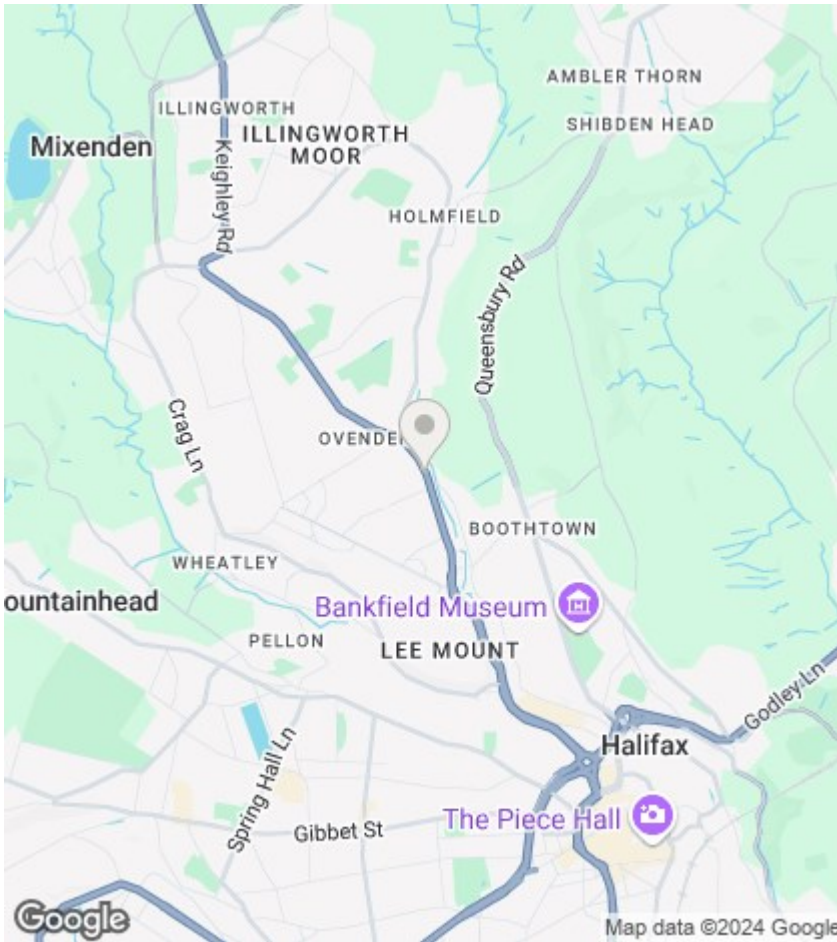 AMBLER THORN
ILLINGWORTH
SHIBDEN HEAD
Mixenden
ILLINGWORTH
MOOR
Keighley Rd
HOLMFIELD
Queensbury Rd
Crag Ln
OVENDE
BOOTHTOWN
WHEATLEY
ountainhead
Bankfield Museum
PELLON
LEE MOUNT
Godley Ln
Spring Hall Ln
Halifax
The Piece Hall
Gibbet St
Google
Map data ©2024 Google